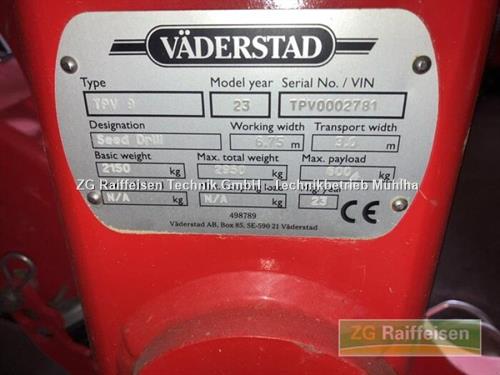 VÄDERSTAD
Type Model year Serial No. / VIN
TPV 9 23 TPV0002781
Designation Working width Transport width
Seed Drill 6.75 m 3.0 m
Basic weight Max. total weight Max. payload
2150 kg kg 800 kg
ZG Raiffeisen Technik GmbH - Technikbetrieb Mühlha
N/A kg N/A kg 23 CE
498789
Väderstad AB, Box 85, SE-590 21 Väderstad
ZG Raiffeisen